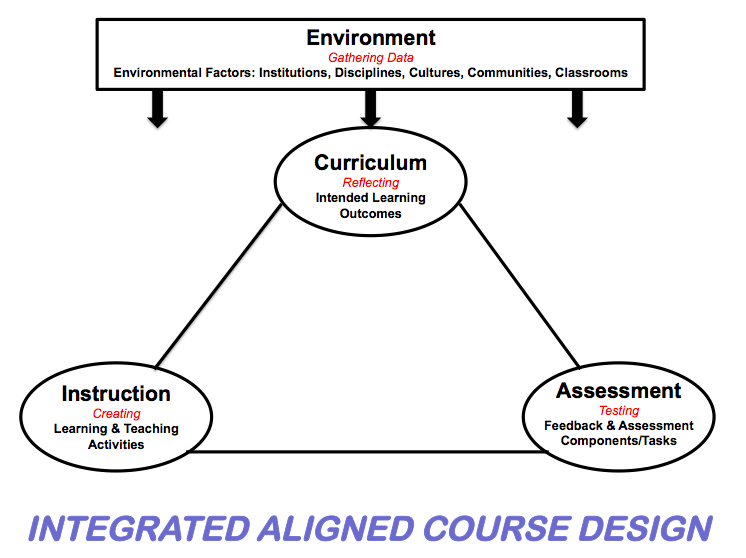 Environment
Gathering Data
Environmental Factors: Institutions, Disciplines, Cultures, Communities, Classrooms
Curriculum
Reflecting
Intended Learning
Outcomes
Instruction
Creating
Learning & Teaching
Activities
Assessment
Testing
Feedback & Assessment
Components/Tasks
INTEGRATED ALIGNED COURSE DESIGN